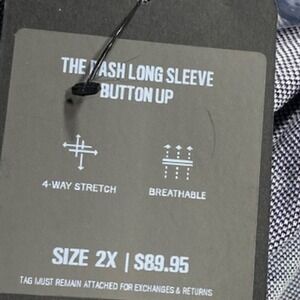 THE DASH LONG SLEEVE
BUTTON UP
4-WAY STRETCH
BREATHABLE
SIZE 2X | $89.95
TAG MUST REMAIN ATTACHED FOR EXCHANGES & RETURNS